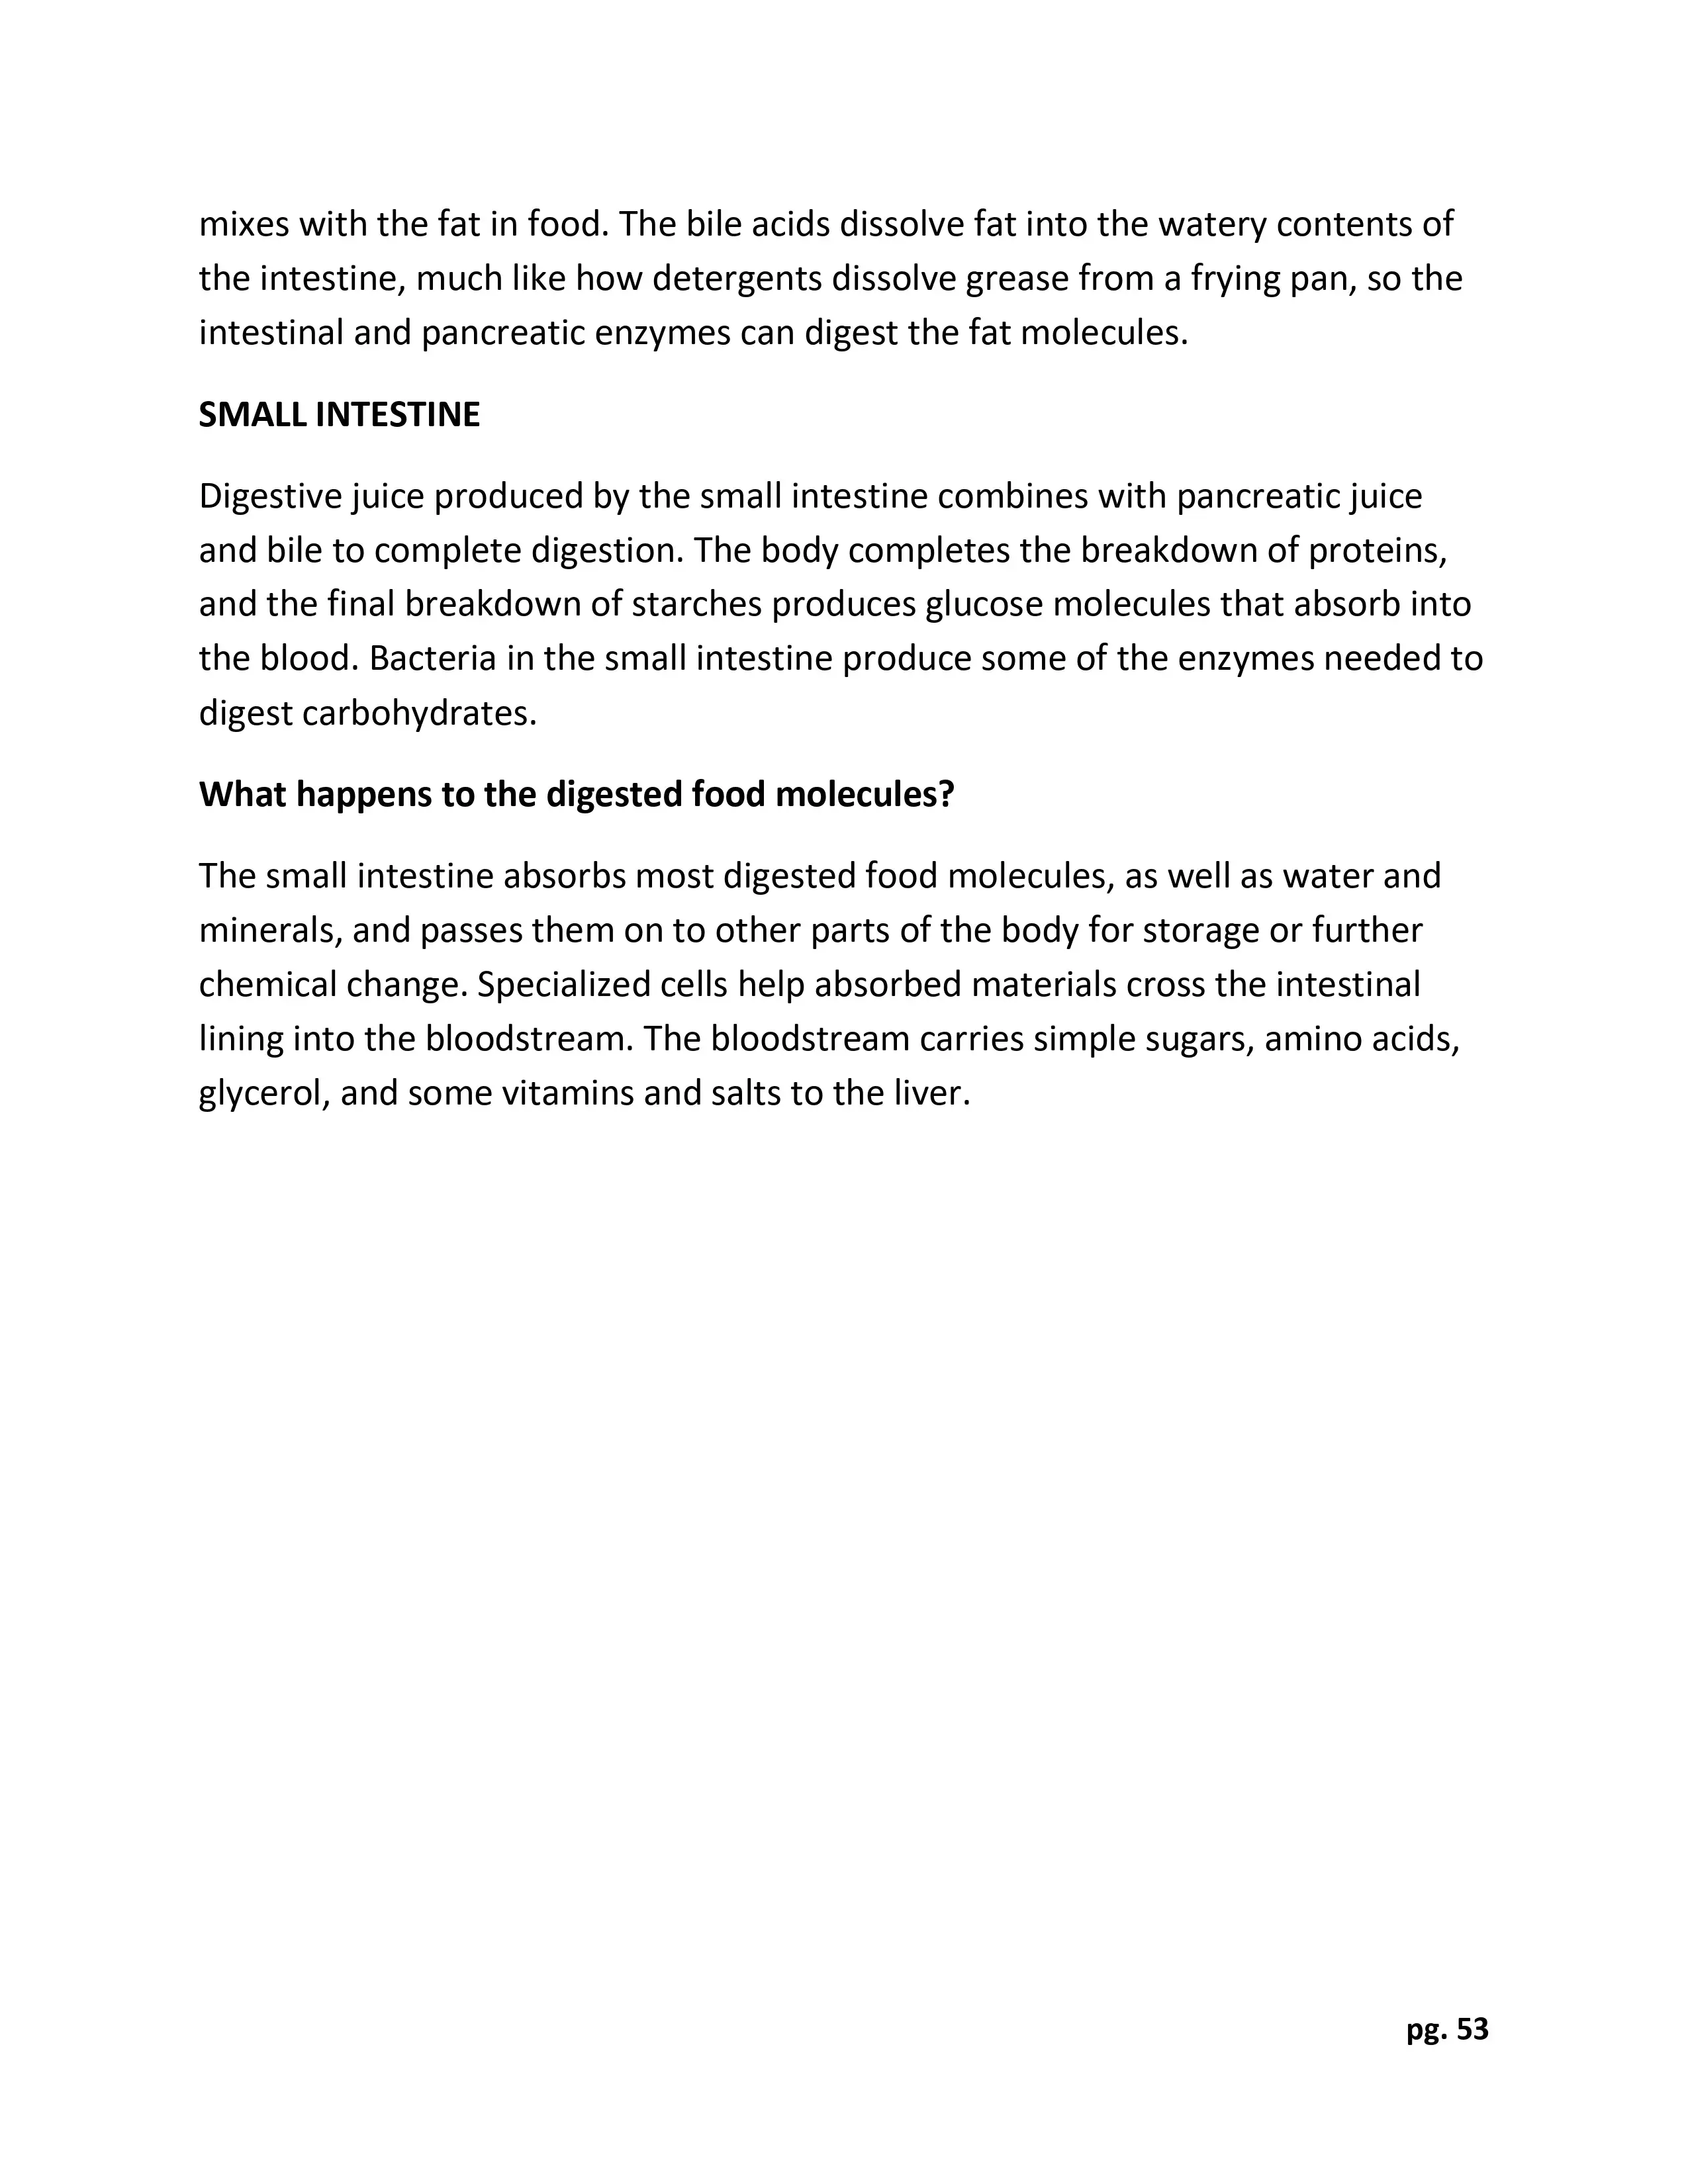 mixes with the fat in food. The bile acids dissolve fat into the watery contents of
the intestine, much like how detergents dissolve grease from a frying pan, so the
intestinal and pancreatic enzymes can digest the fat molecules.
SMALL INTESTINE
Digestive juice produced by the small intestine combines with pancreatic juice
and bile to complete digestion. The body completes the breakdown of proteins,
and the final breakdown of starches produces glucose molecules that absorb into
the blood. Bacteria in the small intestine produce some of the enzymes needed to
digest carbohydrates.
What happens to the digested food molecules?
The small intestine absorbs most digested food molecules, as well as water and
minerals, and passes them on to other parts of the body for storage or further
chemical change. Specialized cells help absorbed materials cross the intestinal
lining into the bloodstream. The bloodstream carries simple sugars, amino acids,
glycerol, and some vitamins and salts to the liver.
pg. 53